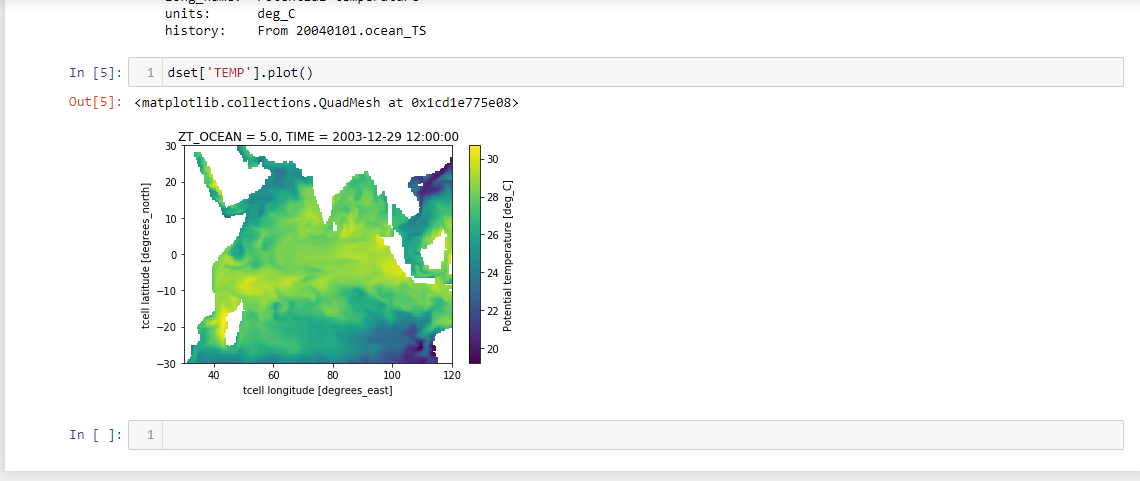 units: deg_C
history: From 20040101.ocean_TS
In [5]: 1 dset['TEMP'].plot()
Out[5]: <matplotlib.collections.QuadMesh at 0x1cd1e775e08>
ZT_OCEAN = 5.0, TIME = 2003-12-29 12:00:00
30
20
10
0
−10
−20
−30
tcell latitude [degrees_north]
40 60 80 100 120
tcell longitude [degrees_east]
30
28
26
24
22
20
Potential temperature [deg_C]
In [ ]: 1